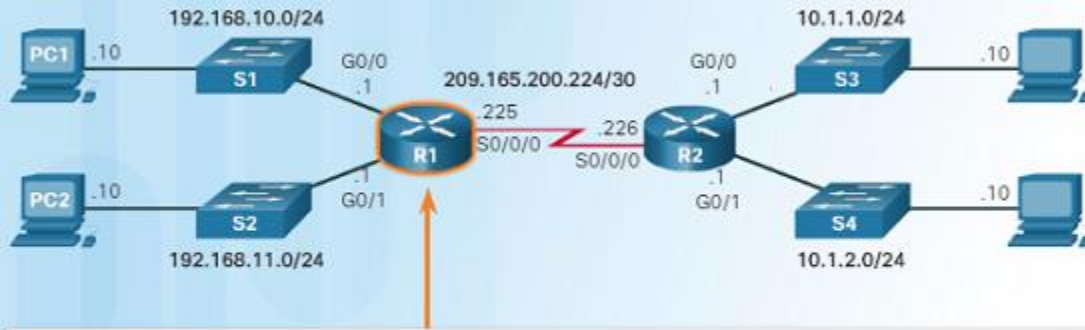 192.168.10.0/24
10.1.1.0/24
PC1
.10
S1
G0/0
.1
209.165.200.224/30
G0/0
.1
S3
.10
.225
S0/0/0
R1
.226
S0/0/0
R2
PC2
.10
S2
.1
G0/1
.1
G0/1
S4
.10
192.168.11.0/24
10.1.2.0/24